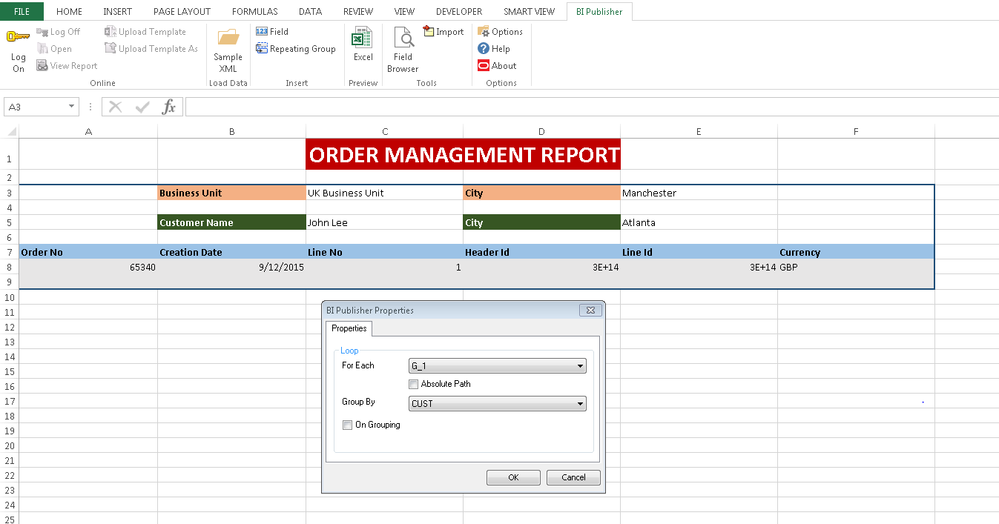 FILE HOME INSERT PAGE LAYOUT FORMULAS DATA REVIEW VIEW DEVELOPER SMART VIEW BI Publisher
Log On
Log Off
Open
View Report
Upload Template
Upload Template As
Online
Sample XML
Load Data
123 Field
Repeating Group
Insert
Excel
Preview
Field Browser
Import
Tools
Options
Help
About
Options
A3 fx
A B C D E F
1 ORDER MANAGEMENT REPORT
2
3 Business Unit UK Business Unit City Manchester
4
5 Customer Name John Lee City Atlanta
6
7 Order No Creation Date Line No Header Id Line Id Currency
8 65340 9/12/2015 1 3E+14 3E+14 GBP
9
10
11
12
13
14
15
16
17
18
19
20
21
22
23
24
25
BI Publisher Properties
Properties
Loop
For Each G_1
Absolute Path
Group By CUST
On Grouping
OK Cancel